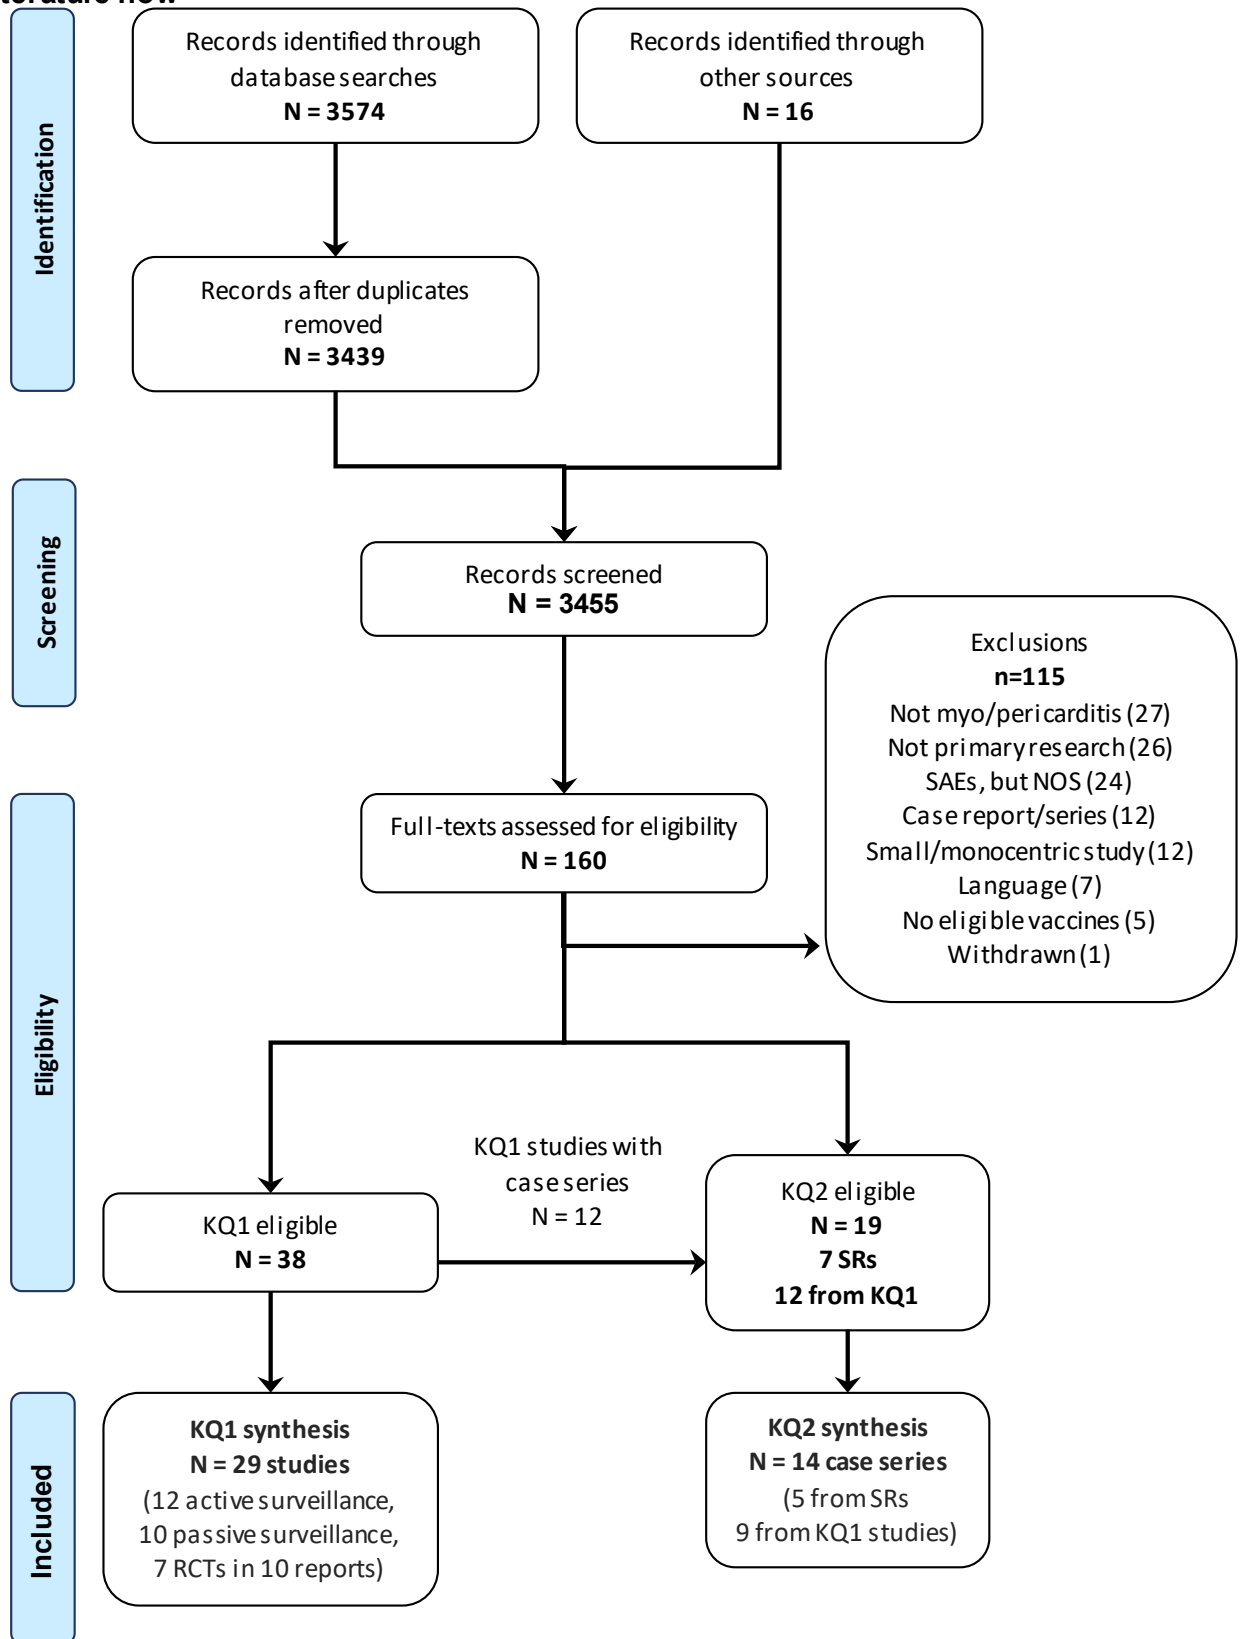 Identification
Records identified through
database searches
N = 3574
Records identified through
other sources
N = 16
Records after duplicates
removed
N = 3439
Screening
Records screened
N = 3455
Exclusions
n=115
Not myo/pericarditis (27)
Not primary research (26)
SAEs, but NOS (24)
Case report/series (12)
Small/monocentric study (12)
Language (7)
No eligible vaccines (5)
Withdrawn (1)
Eligibility
Full-texts assessed for eligibility
N = 160
KQ1 studies with
case series
N = 12
KQ1 eligible
N = 38
KQ2 eligible
N = 19
7 SRs
12 from KQ1
Included
KQ1 synthesis
N = 29 studies
(12 active surveillance,
10 passive surveillance,
7 RCTs in 10 reports)
KQ2 synthesis
N = 14 case series
(5 from SRs
9 from KQ1 studies)